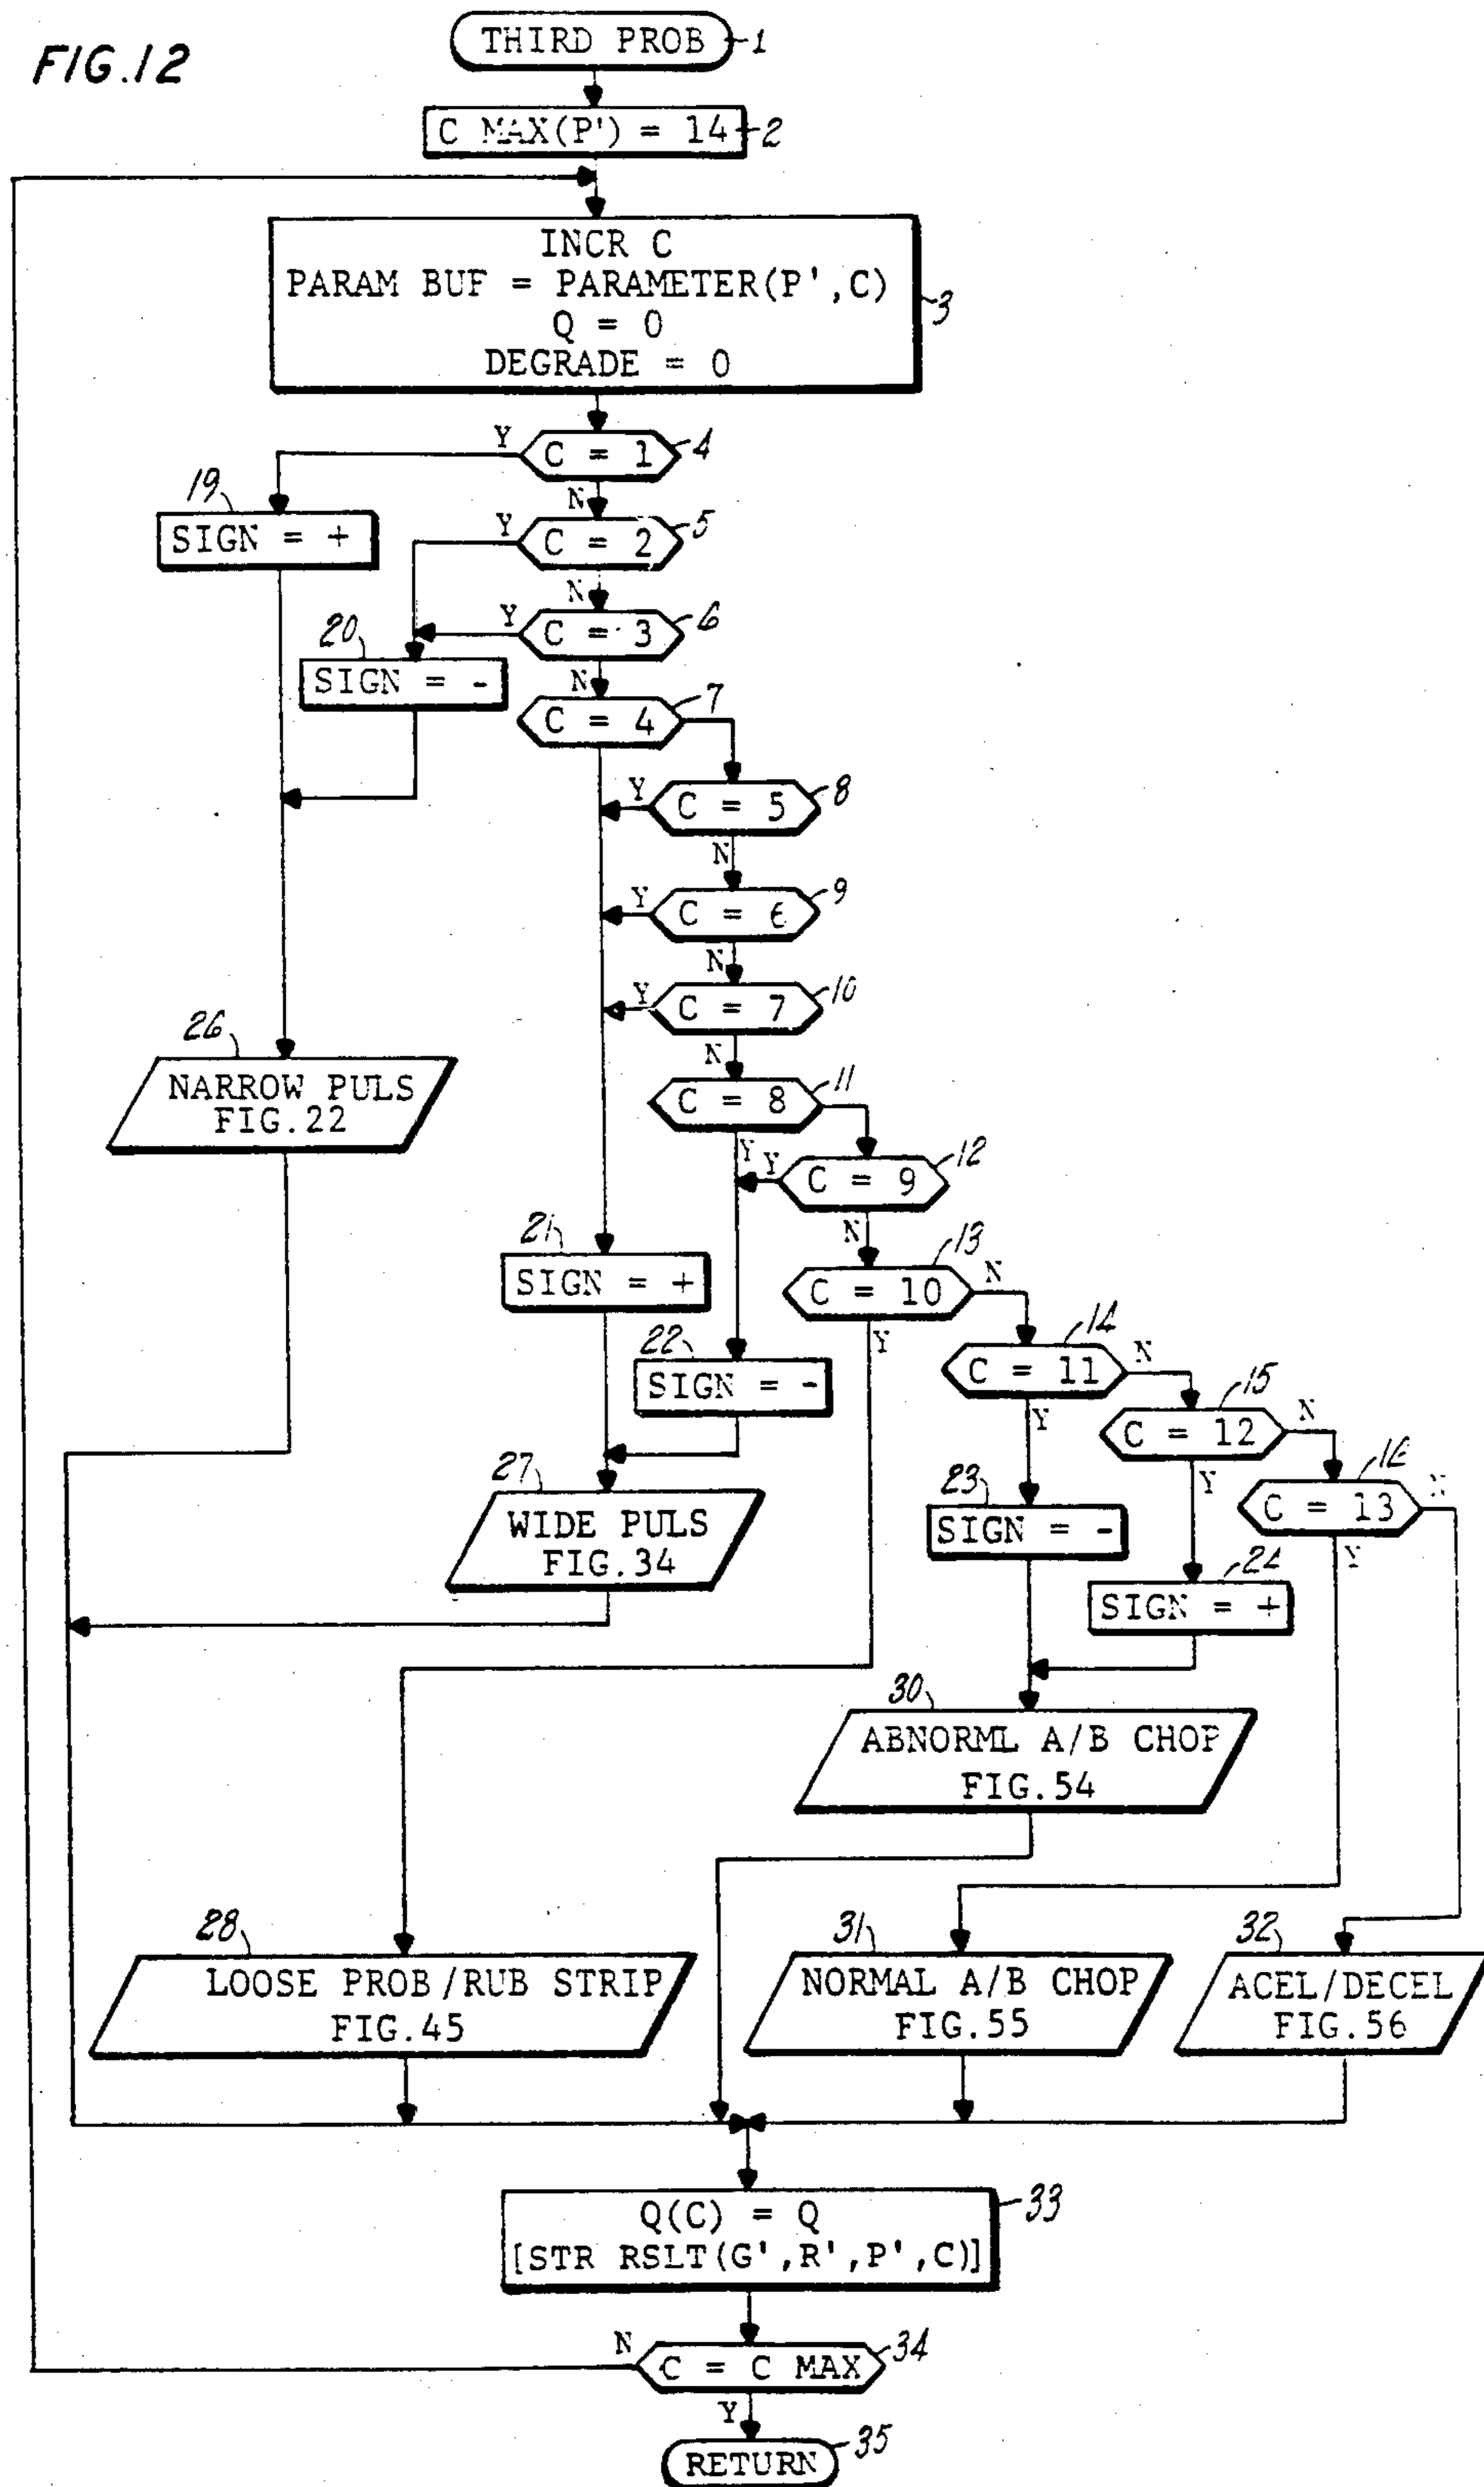 FIG.12
THIRD PROB
1
C MAX(P') = 14
2
INCR C
PARAM BUF = PARAMETER(P',C)
Q = 0
DEGRADE = 0
3
Y
C = 1
4
N
19
SIGN = +
Y
C = 2
5
N
Y
C = 3
6
20
SIGN = -
N
C = 4
7
Y
C = 5
8
N
Y
C = 6
9
N
Y
C = 7
10
N
26
NARROW PULS
FIG.22
C = 8
11
Y
Y
C = 9
12
N
21
SIGN = +
C = 10
13
N
Y
22
SIGN = -
C = 11
14
N
Y
C = 12
15
N
Y
C = 13
16
N
Y
27
WIDE PULS
FIG.34
23
SIGN = -
24
SIGN = +
30
ABNORML A/B CHOP
FIG.54
28
LOOSE PROB/RUB STRIP
FIG.45
31
NORMAL A/B CHOP
FIG.55
32
ACEL/DECEL
FIG.56
Q(C) = Q
[STR RSLT(G',R',P',C)]
33
N
C = C MAX
34
Y
RETURN
35